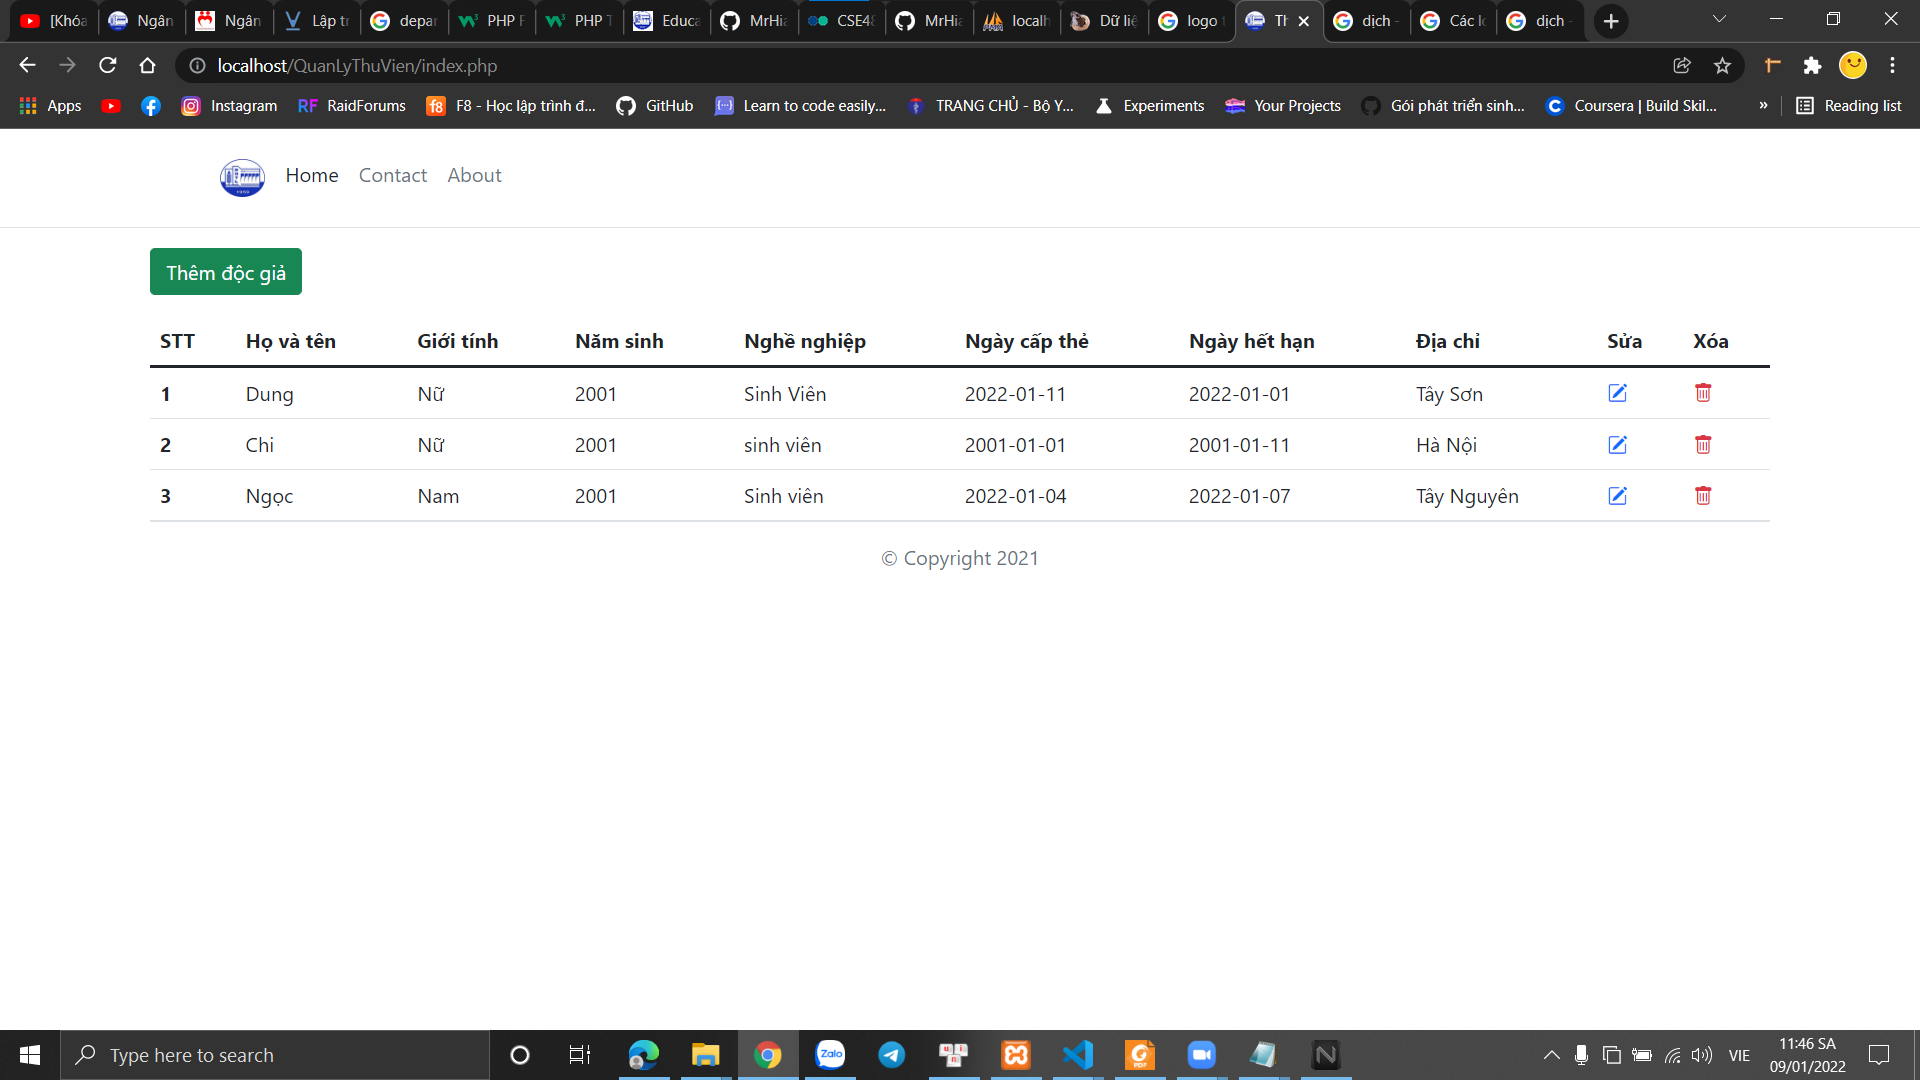 [Khóa Ngân Ngân Lập tr depar PHP F PHP T Educa MrHia CSE48 MrHia localh Dữ liệ logo t Th dịch - Các lo dịch -
localhost/QuanLyThuVien/index.php
Apps Instagram RF RaidForums F8 - Học lập trình đ... GitHub Learn to code easily... TRANG CHỦ - Bộ Y... Experiments Your Projects Gói phát triển sinh... Coursera | Build Skil... » Reading list
Home Contact About
Thêm độc giả
STT Họ và tên Giới tính Năm sinh Nghề nghiệp Ngày cấp thẻ Ngày hết hạn Địa chỉ Sửa Xóa
1 Dung Nữ 2001 Sinh Viên 2022-01-11 2022-01-01 Tây Sơn
2 Chi Nữ 2001 sinh viên 2001-01-01 2001-01-11 Hà Nội
3 Ngọc Nam 2001 Sinh viên 2022-01-04 2022-01-07 Tây Nguyên
© Copyright 2021
Type here to search Zalo VIE 11:46 SA
09/01/2022